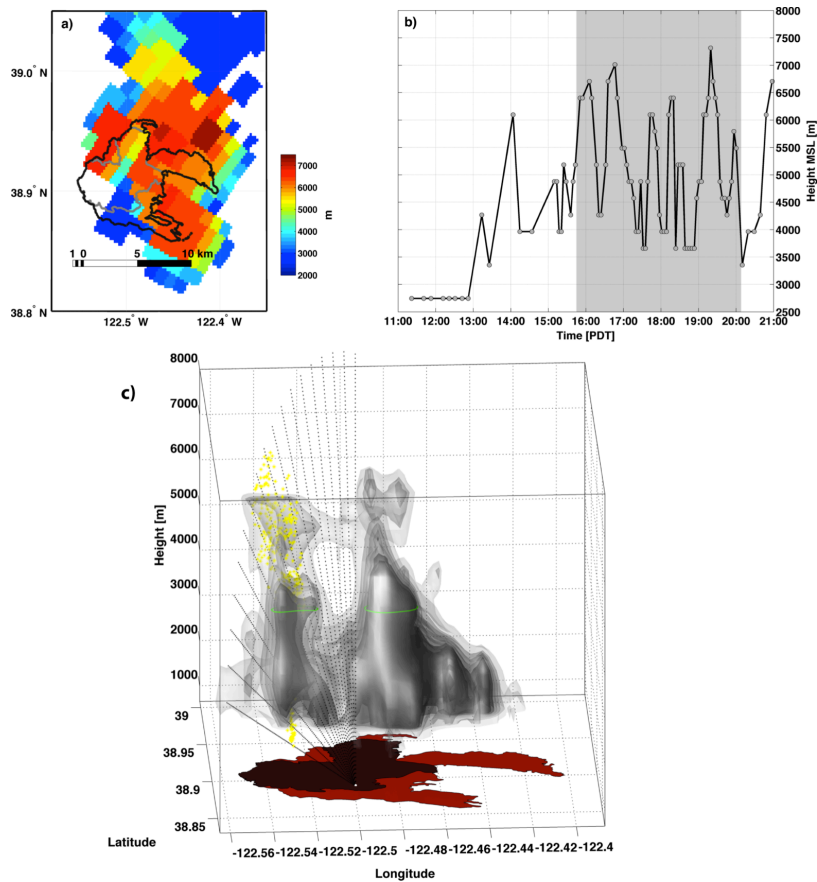 a)
39.0° N
38.9° N
38.8° N
122.5° W
122.4° W
1 0 5 10 km
7000
6000
5000
4000
3000
2000
m
b)
8000
7500
7000
6500
6000
5500
5000
4500
4000
3500
3000
2500
Height MSL [m]
11:00 12:00 13:00 14:00 15:00 16:00 17:00 18:00 19:00 20:00 21:00
Time [PDT]
c)
8000
7000
6000
5000
4000
3000
2000
1000
Height [m]
39
38.95
38.9
38.85
Latitude
-122.56 -122.54 -122.52 -122.5 -122.48 -122.46 -122.44 -122.42 -122.4
Longitude